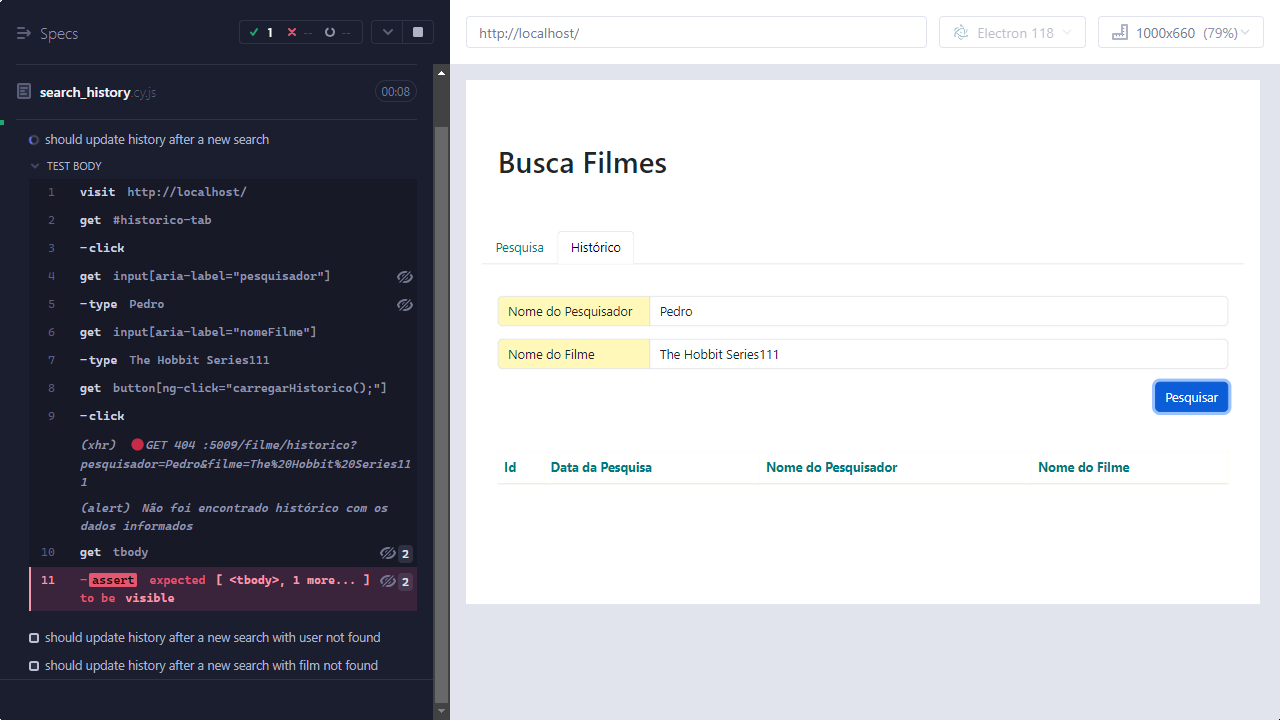 Specs
1
--
--
search_history.cy.js
00:08
should update history after a new search
TEST BODY
1 visit http://localhost/
2 get #historico-tab
3 -click
4 get input[aria-label="pesquisador"]
5 -type Pedro
6 get input[aria-label="nomeFilme"]
7 -type The Hobbit Series111
8 get button[ng-click="carregarHistorico();"]
9 -click
(xhr) GET 404 :5009/filme/historico?
pesquisador=Pedro&filme=The%20Hobbit%20Series11
1
(alert) Não foi encontrado histórico com os
dados informados
10 get tbody 2
11 -assert expected [ <tbody>, 1 more... ] 2
to be visible
should update history after a new search with user not found
should update history after a new search with film not found
http://localhost/
Electron 118
1000x660 (79%)
Busca Filmes
Pesquisa Histórico
Nome do Pesquisador Pedro
Nome do Filme The Hobbit Series111
Pesquisar
Id Data da Pesquisa Nome do Pesquisador Nome do Filme